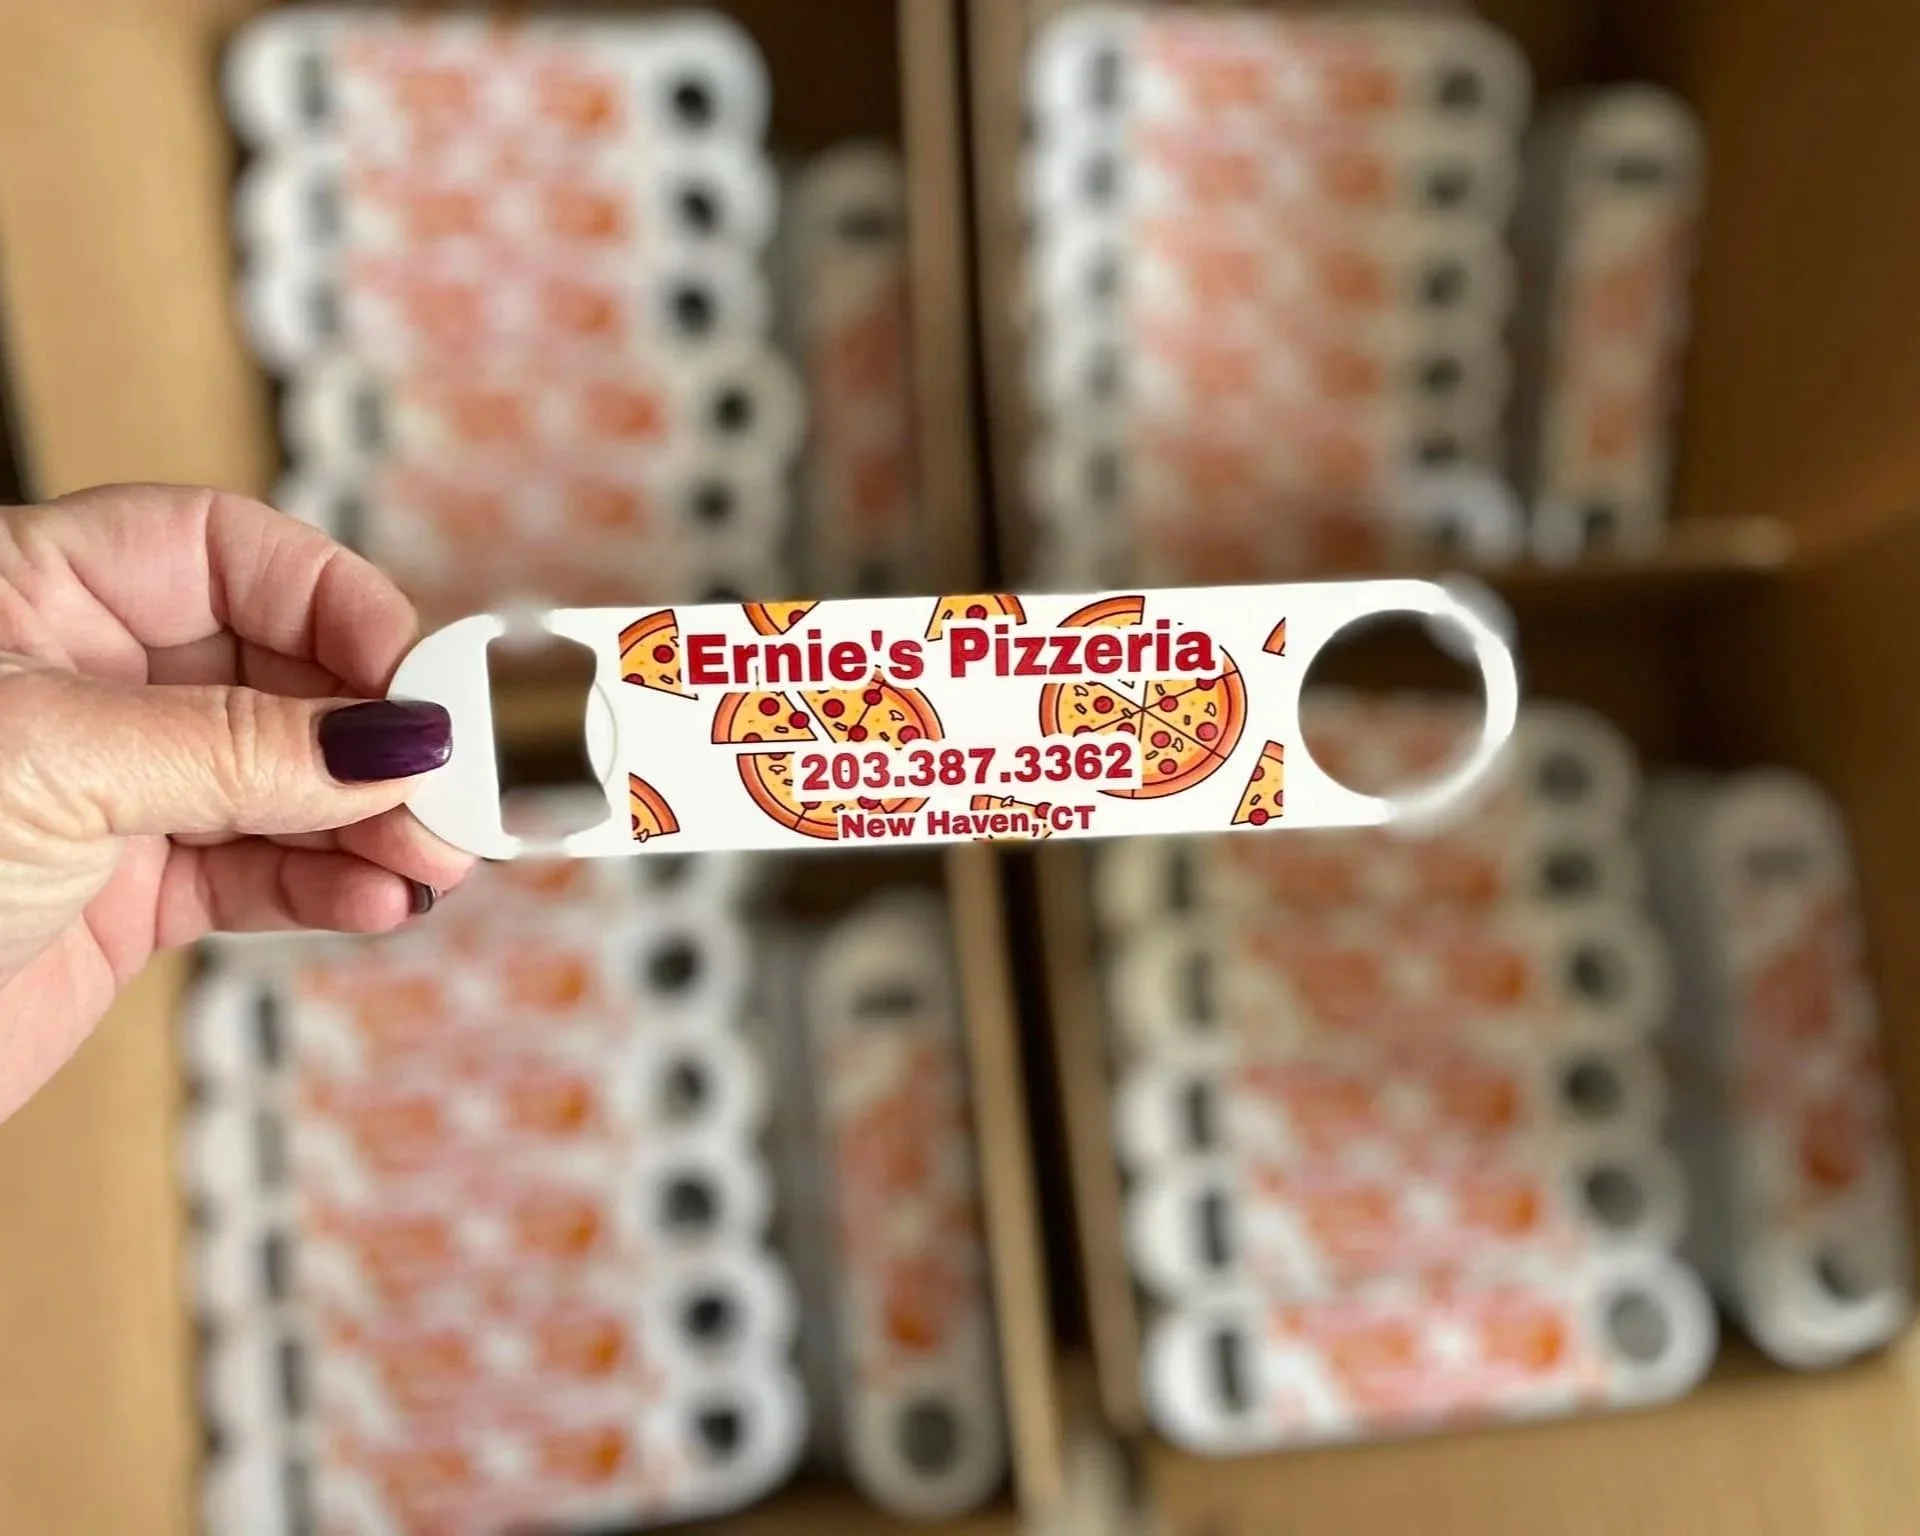 Ernie's Pizzeria
203.387.3362
New Haven, CT